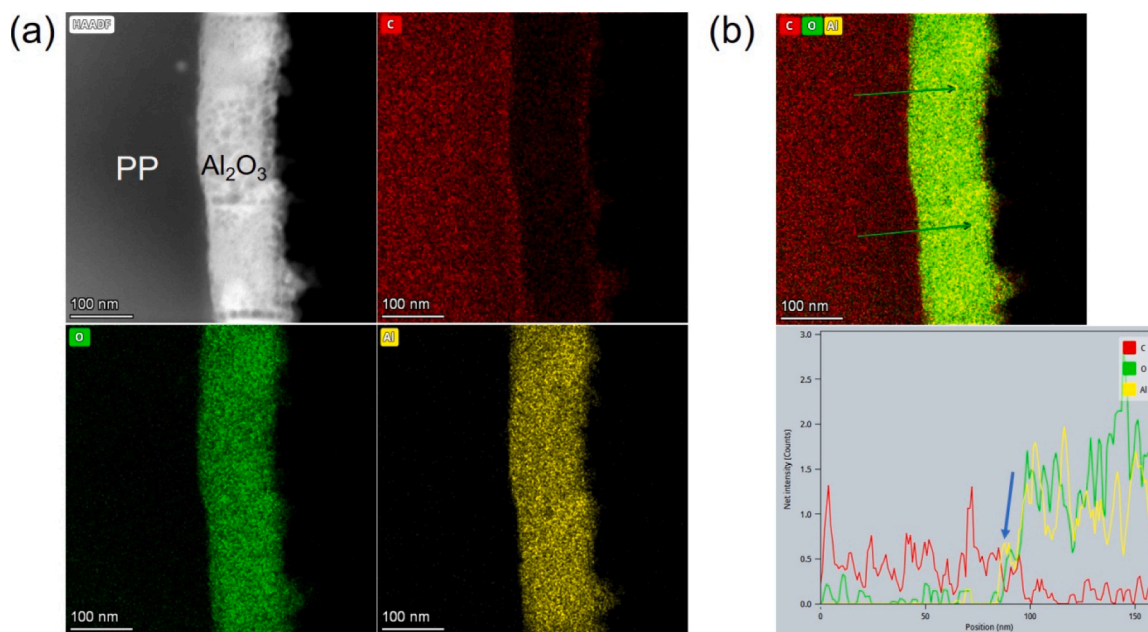 (a)
HAADF
PP
Al₂O₃
100 nm
C
100 nm
O
100 nm
Al
100 nm
(b)
C O Al
100 nm
3.0
2.5
2.0
1.5
1.0
0.5
0.0
Net intensity (Counts)
0 50 100 150
Position (nm)
C
O
Al